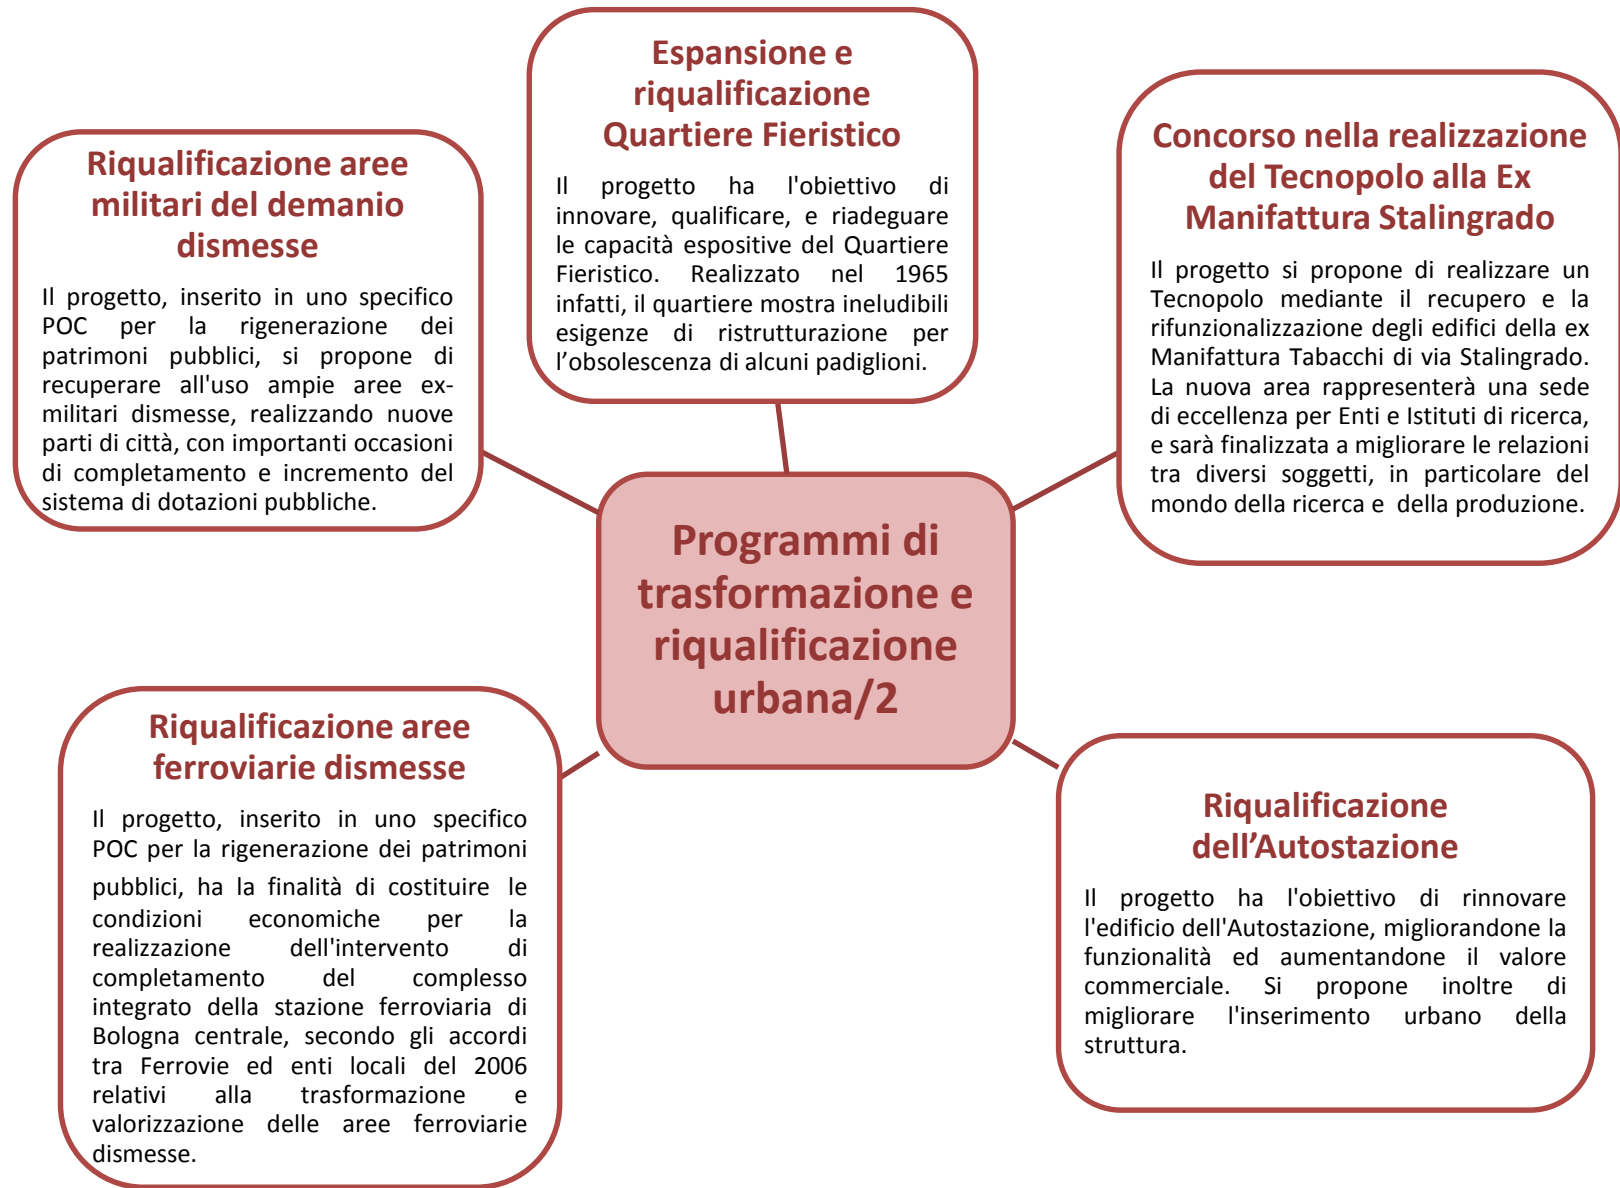 Espansione e
riqualificazione
Quartiere Fieristico
Il progetto ha l'obiettivo di
innovare, qualificare, e riadeguare
le capacità espositive del Quartiere
Fieristico. Realizzato nel 1965
infatti, il quartiere mostra ineludibili
esigenze di ristrutturazione per
l’obsolescenza di alcuni padiglioni.
Riqualificazione aree
militari del demanio
dismesse
Il progetto, inserito in uno specifico
POC per la rigenerazione dei
patrimoni pubblici, si propone di
recuperare all'uso ampie aree ex-
militari dismesse, realizzando nuove
parti di città, con importanti occasioni
di completamento e incremento del
sistema di dotazioni pubbliche.
Concorso nella realizzazione
del Tecnopolo alla Ex
Manifattura Stalingrado
Il progetto si propone di realizzare un
Tecnopolo mediante il recupero e la
rifunzionalizzazione degli edifici della ex
Manifattura Tabacchi di via Stalingrado.
La nuova area rappresenterà una sede
di eccellenza per Enti e Istituti di ricerca,
e sarà finalizzata a migliorare le relazioni
tra diversi soggetti, in particolare del
mondo della ricerca e della produzione.
Programmi di
trasformazione e
riqualificazione
urbana/2
Riqualificazione aree
ferroviarie dismesse
Il progetto, inserito in uno specifico
POC per la rigenerazione dei patrimoni
pubblici, ha la finalità di costituire le
condizioni economiche per la
realizzazione dell'intervento di
completamento del complesso
integrato della stazione ferroviaria di
Bologna centrale, secondo gli accordi
tra Ferrovie ed enti locali del 2006
relativi alla trasformazione e
valorizzazione delle aree ferroviarie
dismesse.
Riqualificazione
dell’Autostazione
Il progetto ha l'obiettivo di rinnovare
l'edificio dell'Autostazione, migliorandone la
funzionalità ed aumentandone il valore
commerciale. Si propone inoltre di
migliorare l'inserimento urbano della
struttura.